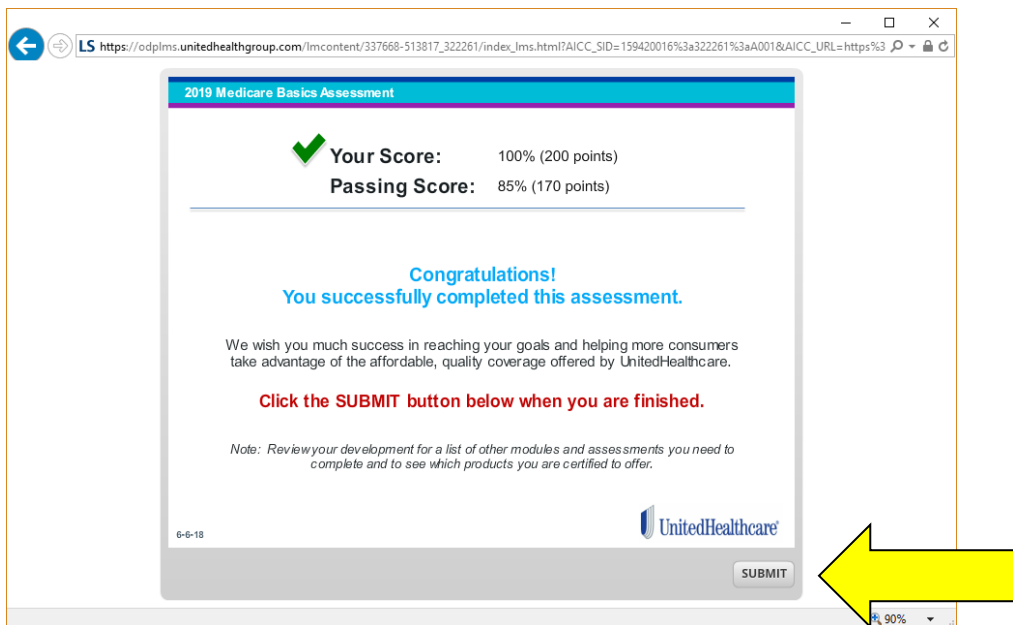 LS https://odplms.unitedhealthgroup.com/lmcontent/337668-513817_322261/index_lms.html?AICC_SID=159420016%3a322261%3aA001&AICC_URL=https%3
2019 Medicare Basics Assessment
Your Score: 100% (200 points)
Passing Score: 85% (170 points)
Congratulations!
You successfully completed this assessment.
We wish you much success in reaching your goals and helping more consumers
take advantage of the affordable, quality coverage offered by UnitedHealthcare.
Click the SUBMIT button below when you are finished.
Note: Review your development for a list of other modules and assessments you need to
complete and to see which products you are certified to offer.
6-6-18
UnitedHealthcare®
SUBMIT
90%